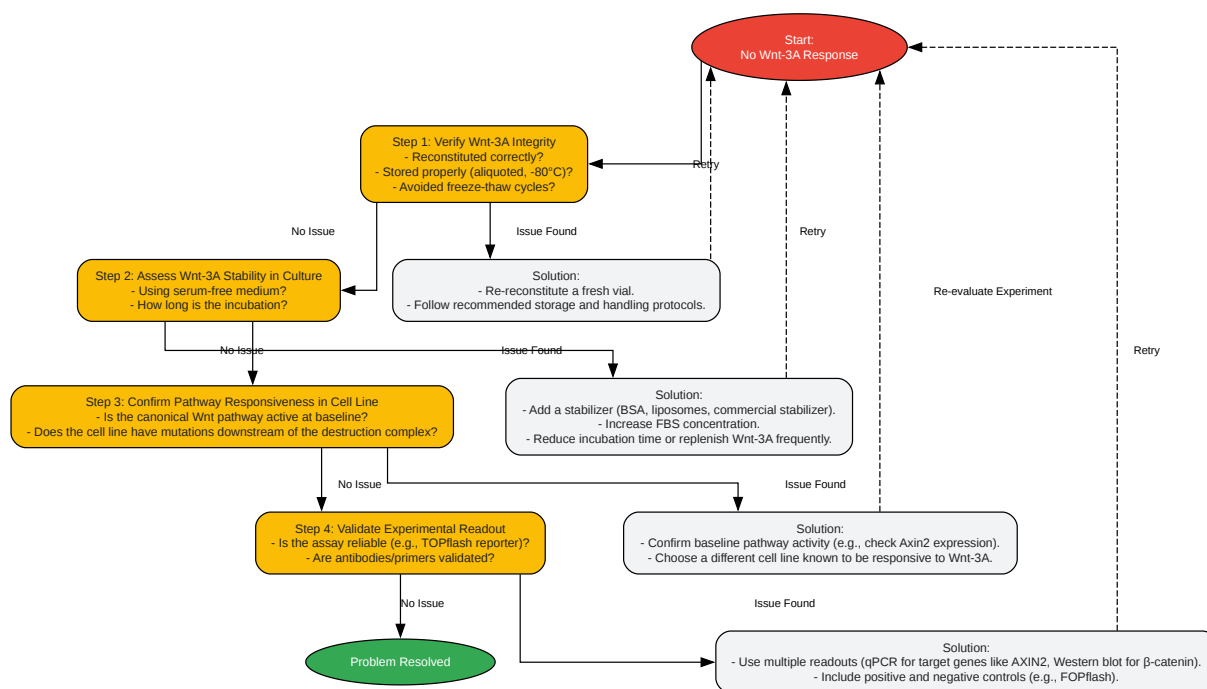 Start:
No Wnt-3A Response
Step 1: Verify Wnt-3A Integrity
- Reconstituted correctly?
- Stored properly (aliquoted, -80°C)?
- Avoided freeze-thaw cycles?
Retry
No Issue
Issue Found
Retry
Step 2: Assess Wnt-3A Stability in Culture
- Using serum-free medium?
- How long is the incubation?
Solution:
- Re-reconstitute a fresh vial.
- Follow recommended storage and handling protocols.
Re-evaluate Experiment
No Issue
Issue Found
Retry
Step 3: Confirm Pathway Responsiveness in Cell Line
- Is the canonical Wnt pathway active at baseline?
- Does the cell line have mutations downstream of the destruction complex?
Solution:
- Add a stabilizer (BSA, liposomes, commercial stabilizer).
- Increase FBS concentration.
- Reduce incubation time or replenish Wnt-3A frequently.
No Issue
Issue Found
Step 4: Validate Experimental Readout
- Is the assay reliable (e.g., TOPflash reporter)?
- Are antibodies/primers validated?
Solution:
- Confirm baseline pathway activity (e.g., check Axin2 expression).
- Choose a different cell line known to be responsive to Wnt-3A.
No Issue
Issue Found
Problem Resolved
Solution:
- Use multiple readouts (qPCR for target genes like AXIN2, Western blot for β-catenin).
- Include positive and negative controls (e.g., FOPflash).